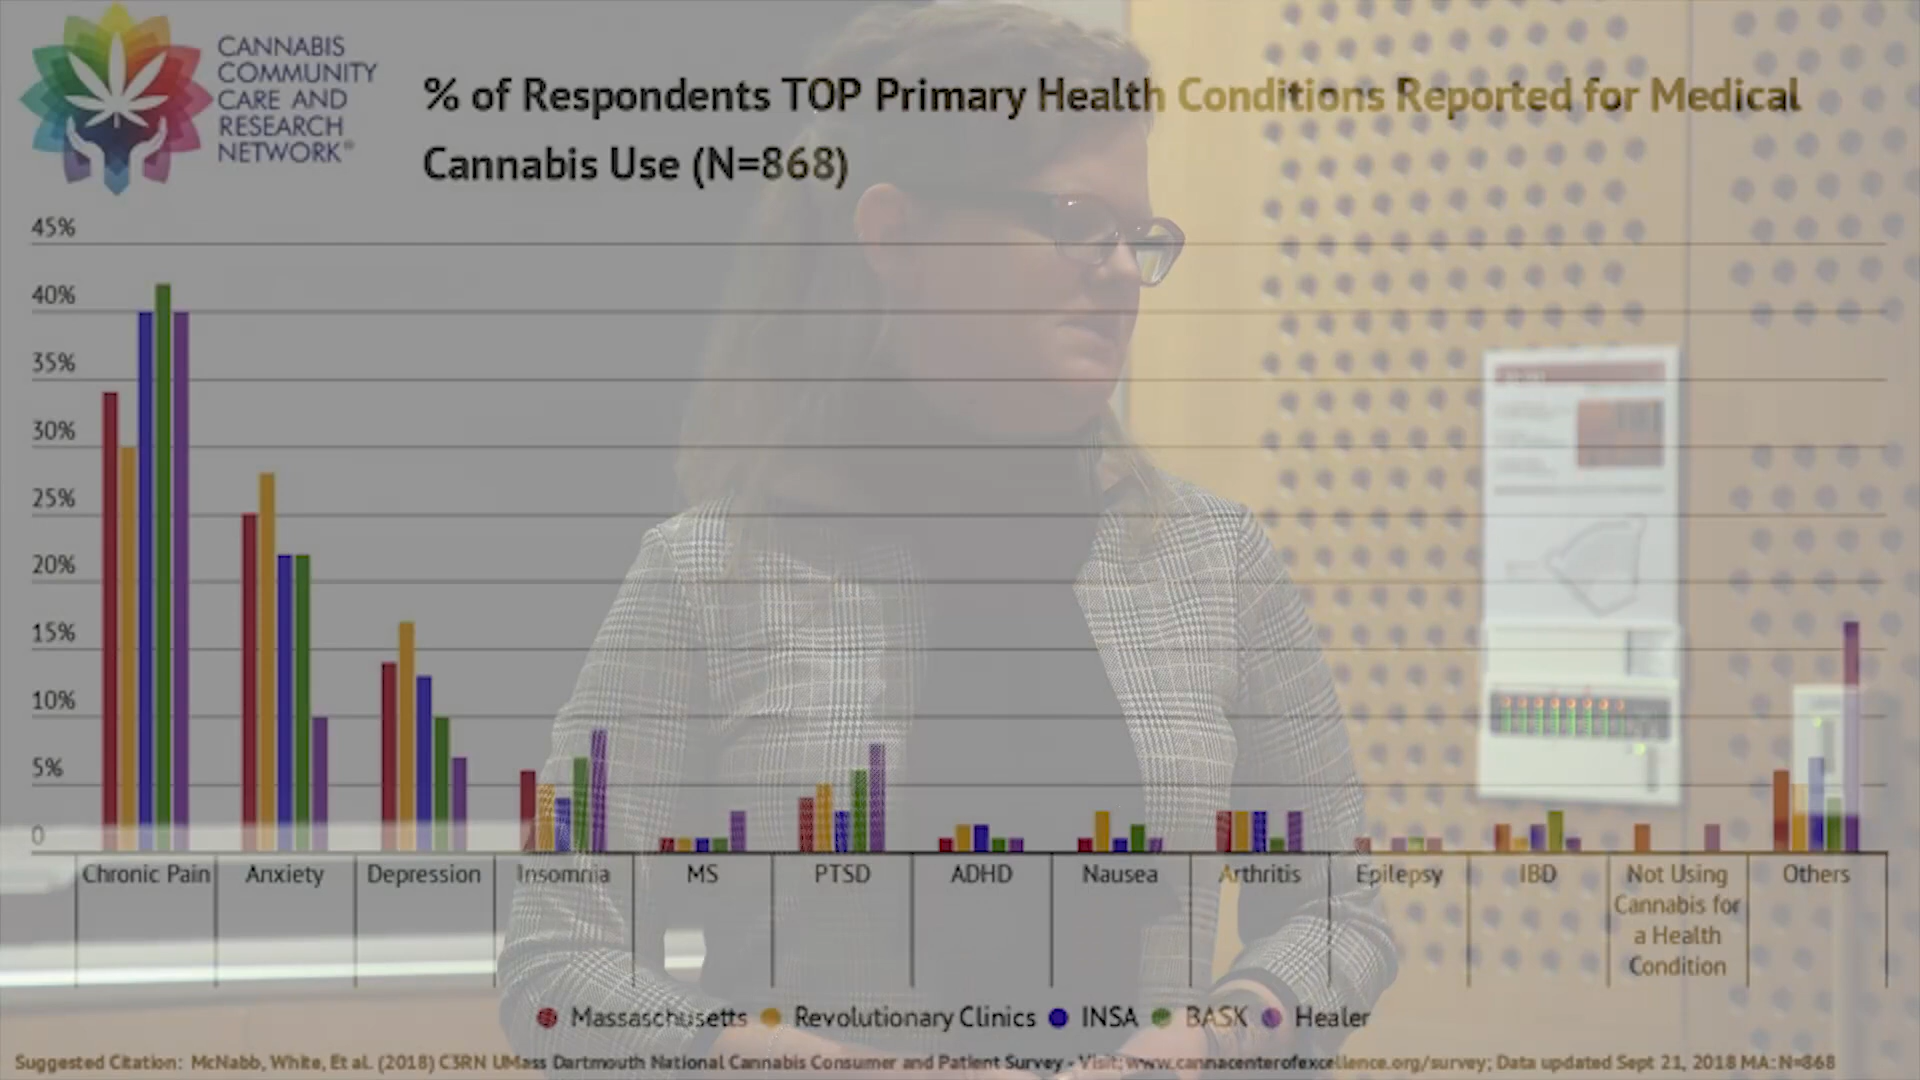 CANNABIS
COMMUNITY
CARE AND
RESEARCH
NETWORK®
% of Respondents TOP Primary Health Conditions Reported for Medical
Cannabis Use (N=868)
45%
40%
35%
30%
25%
20%
15%
10%
5%
0
Chronic Pain Anxiety Depression Insomnia MS PTSD ADHD Nausea Arthritis Epilepsy IBD Not Using Others
Cannabis for
a Health
Condition
Massachusetts Revolutionary Clinics INSA BASK Healer
Suggested Citation: McNabb, White, Et al. (2018) C3RN UMass Dartmouth National Cannabis Consumer and Patient Survey - Visit: www.cannacenterofexcellence.org/survey; Data updated Sept 21, 2018 MA: N=868